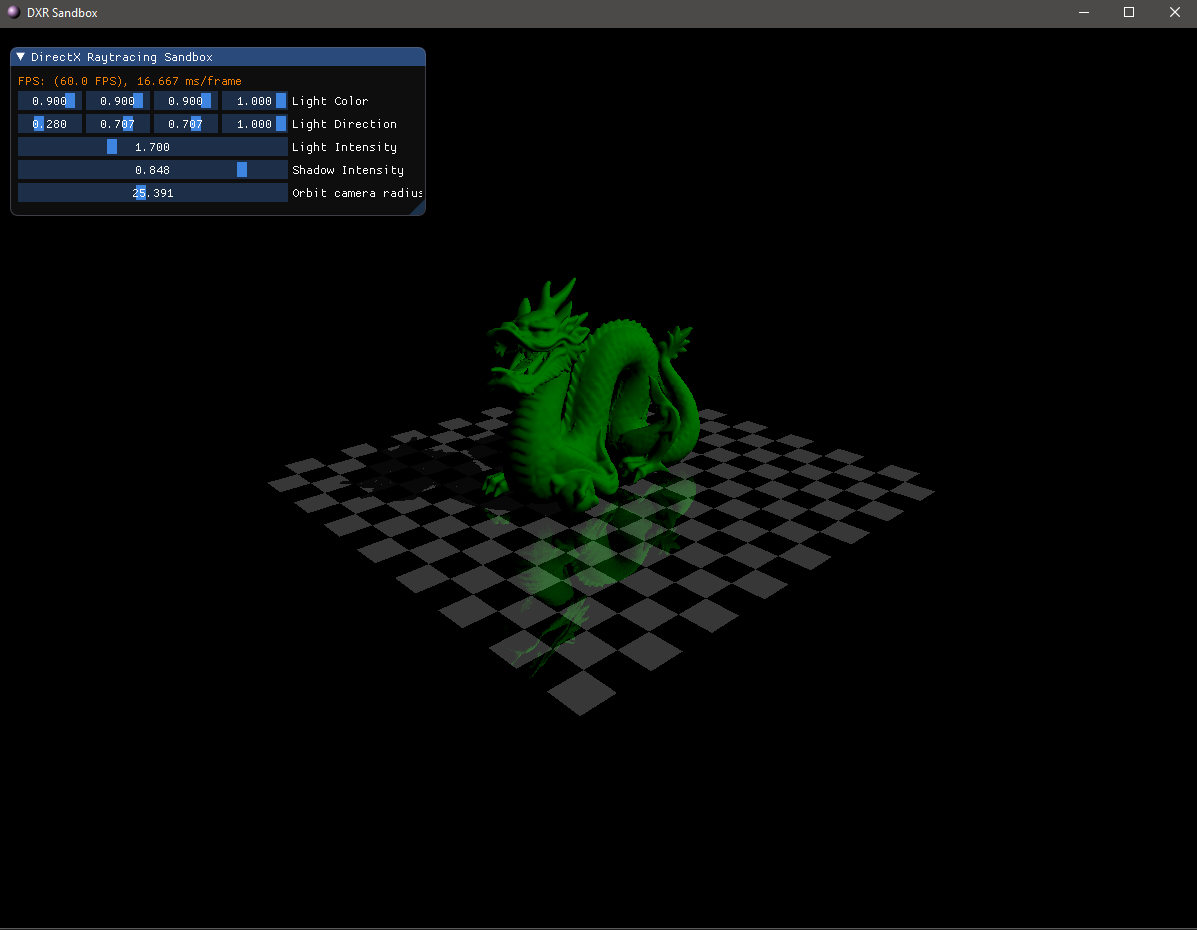 DXR Sandbox
DirectX Raytracing Sandbox
FPS: (60.0 FPS), 16.667 ms/frame
0.900 0.900 0.900 1.000 Light Color
0.280 0.707 0.707 1.000 Light Direction
1.700 Light Intensity
0.848 Shadow Intensity
25.391 Orbit camera radius